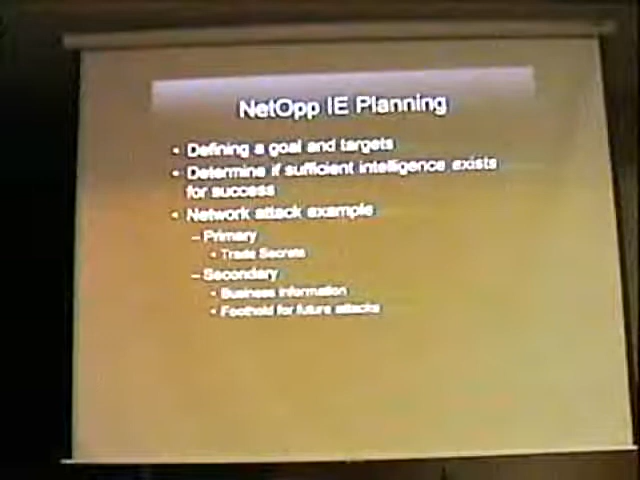 NetOpp IE Planning
• Defining a goal and targets
• Determine if sufficient intelligence exists
for success
• Network attack example
– Primary
• Trade Secrets
– Secondary
• Business information
• Foothold for future attacks